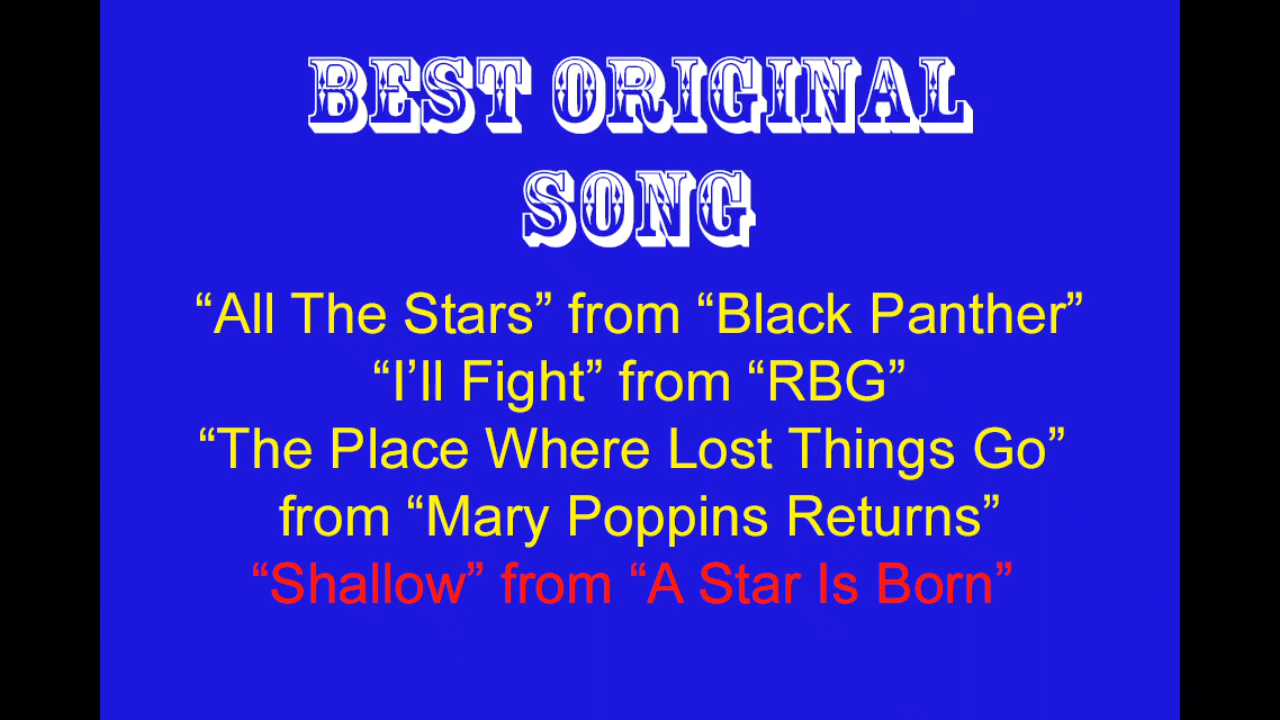 BEST ORIGINAL
SONG
“All The Stars” from “Black Panther”
“I’ll Fight” from “RBG”
“The Place Where Lost Things Go”
from “Mary Poppins Returns”
“Shallow” from “A Star Is Born”